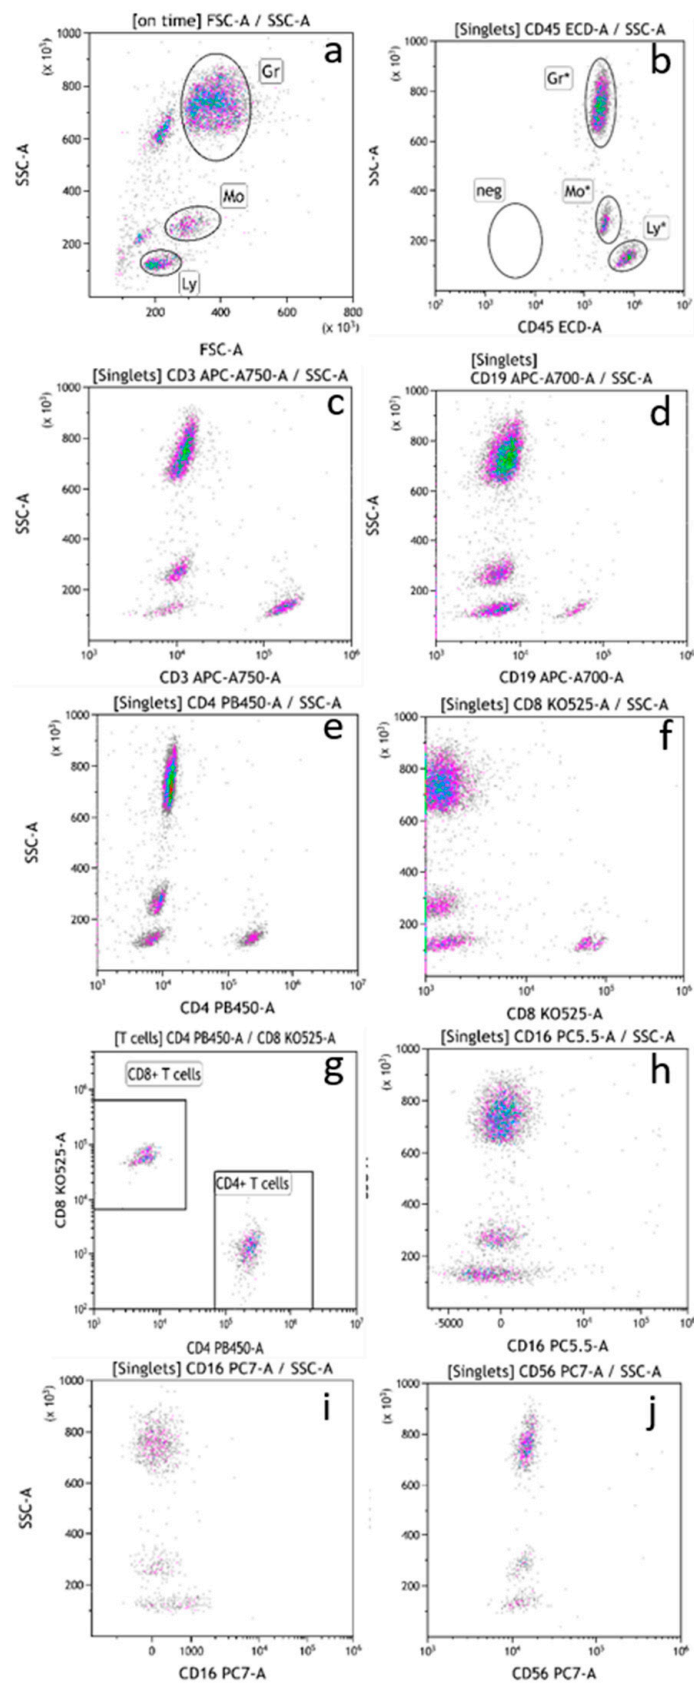 [on time] FSC-A / SSC-A
(x 10³)
1000
800
600
400
200
SSC-A
a
Gr
Mo
Ly
200
400
600
800
(x 10³)
FSC-A
[Singlets] CD45 ECD-A / SSC-A
(x 10³)
1000
800
600
400
200
SSC-A
b
Gr*
neg
Mo*
Ly*
10²
10³
10⁴
10⁵
10⁶
10⁷
CD45 ECD-A
[Singlets] CD3 APC-A750-A / SSC-A
(x 10³)
1000
800
600
400
200
SSC-A
c
10³
10⁴
10⁵
10⁶
CD3 APC-A750-A
[Singlets]
CD19 APC-A700-A / SSC-A
(x 10³)
1000
800
600
400
200
SSC-A
d
10³
10⁴
10⁵
10⁶
CD19 APC-A700-A
[Singlets] CD4 PB450-A / SSC-A
(x 10³)
1000
800
600
400
200
SSC-A
e
10³
10⁴
10⁵
10⁶
10⁷
CD4 PB450-A
[Singlets] CD8 KO525-A / SSC-A
(x 10³)
1000
800
600
400
200
f
10³
10⁴
10⁵
10⁶
CD8 KO525-A
[T cells] CD4 PB450-A / CD8 KO525-A
10⁶
10⁵
10⁴
10³
10²
CD8 KO525-A
g
CD8+ T cells
CD4+ T cells
10³
10⁴
10⁵
10⁶
10⁷
CD4 PB450-A
[Singlets] CD16 PC5.5-A / SSC-A
(x 10³)
1000
800
600
400
200
h
-5000
0
10⁴
10⁵
10⁶
CD16 PC5.5-A
[Singlets] CD16 PC7-A / SSC-A
(x 10³)
1000
800
600
400
200
SSC-A
i
0
1000
10⁴
10⁵
10⁶
CD16 PC7-A
[Singlets] CD56 PC7-A / SSC-A
(x 10³)
1000
800
600
400
200
j
10³
10⁴
10⁵
10⁶
CD56 PC7-A